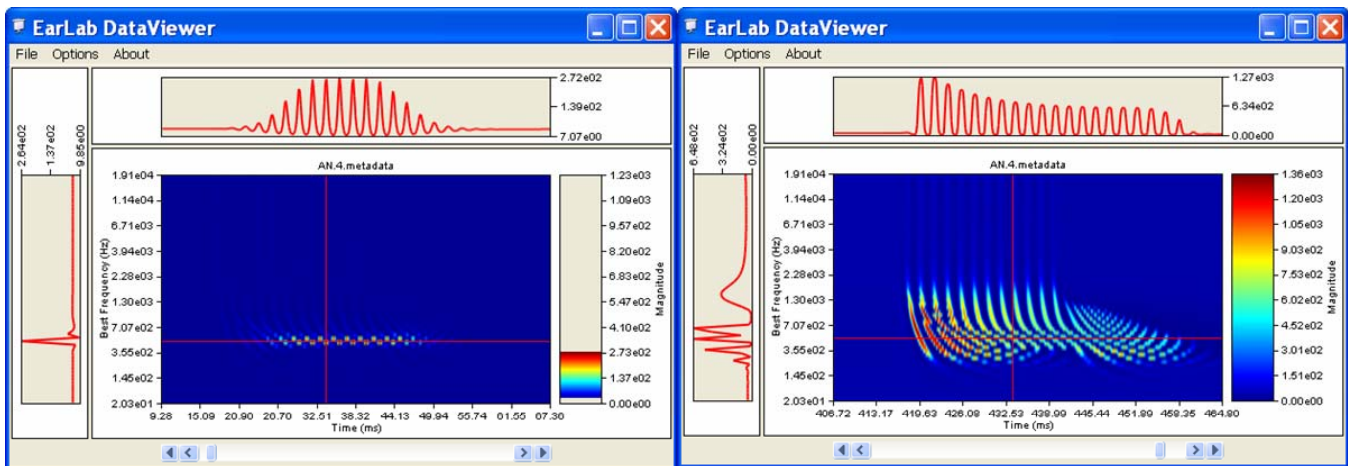 EarLab DataViewer
File Options About
2.72e02
1.39e02
7.07e00
2.64e02
1.37e02
9.85e00
AN.4.metadata
1.91e04
1.14e04
6.71e03
3.94e03
2.28e03
1.30e03
7.07e02
3.55e02
1.45e02
2.03e01
Best Frequency (Hz)
1.23e03
1.09e03
9.57e02
8.20e02
6.83e02
5.47e02
4.10e02
2.73e02
1.37e02
0.00e00
Magnitude
9.28 15.09 20.90 26.70 32.51 38.32 44.13 49.94 55.74 01.55 07.30
Time (ms)
EarLab DataViewer
File Options About
1.27e03
6.34e02
0.00e00
6.48e02
3.24e02
0.00e00
AN.4.metadata
1.91e04
1.14e04
6.71e03
3.94e03
2.28e03
1.30e03
7.07e02
3.55e02
1.45e02
2.03e01
Best Frequency (Hz)
1.36e03
1.20e03
1.05e03
9.03e02
7.53e02
6.02e02
4.52e02
3.01e02
1.51e02
0.00e00
Magnitude
406.72 413.17 419.63 426.08 432.53 439.99 445.44 451.99 459.35 464.80
Time (ms)